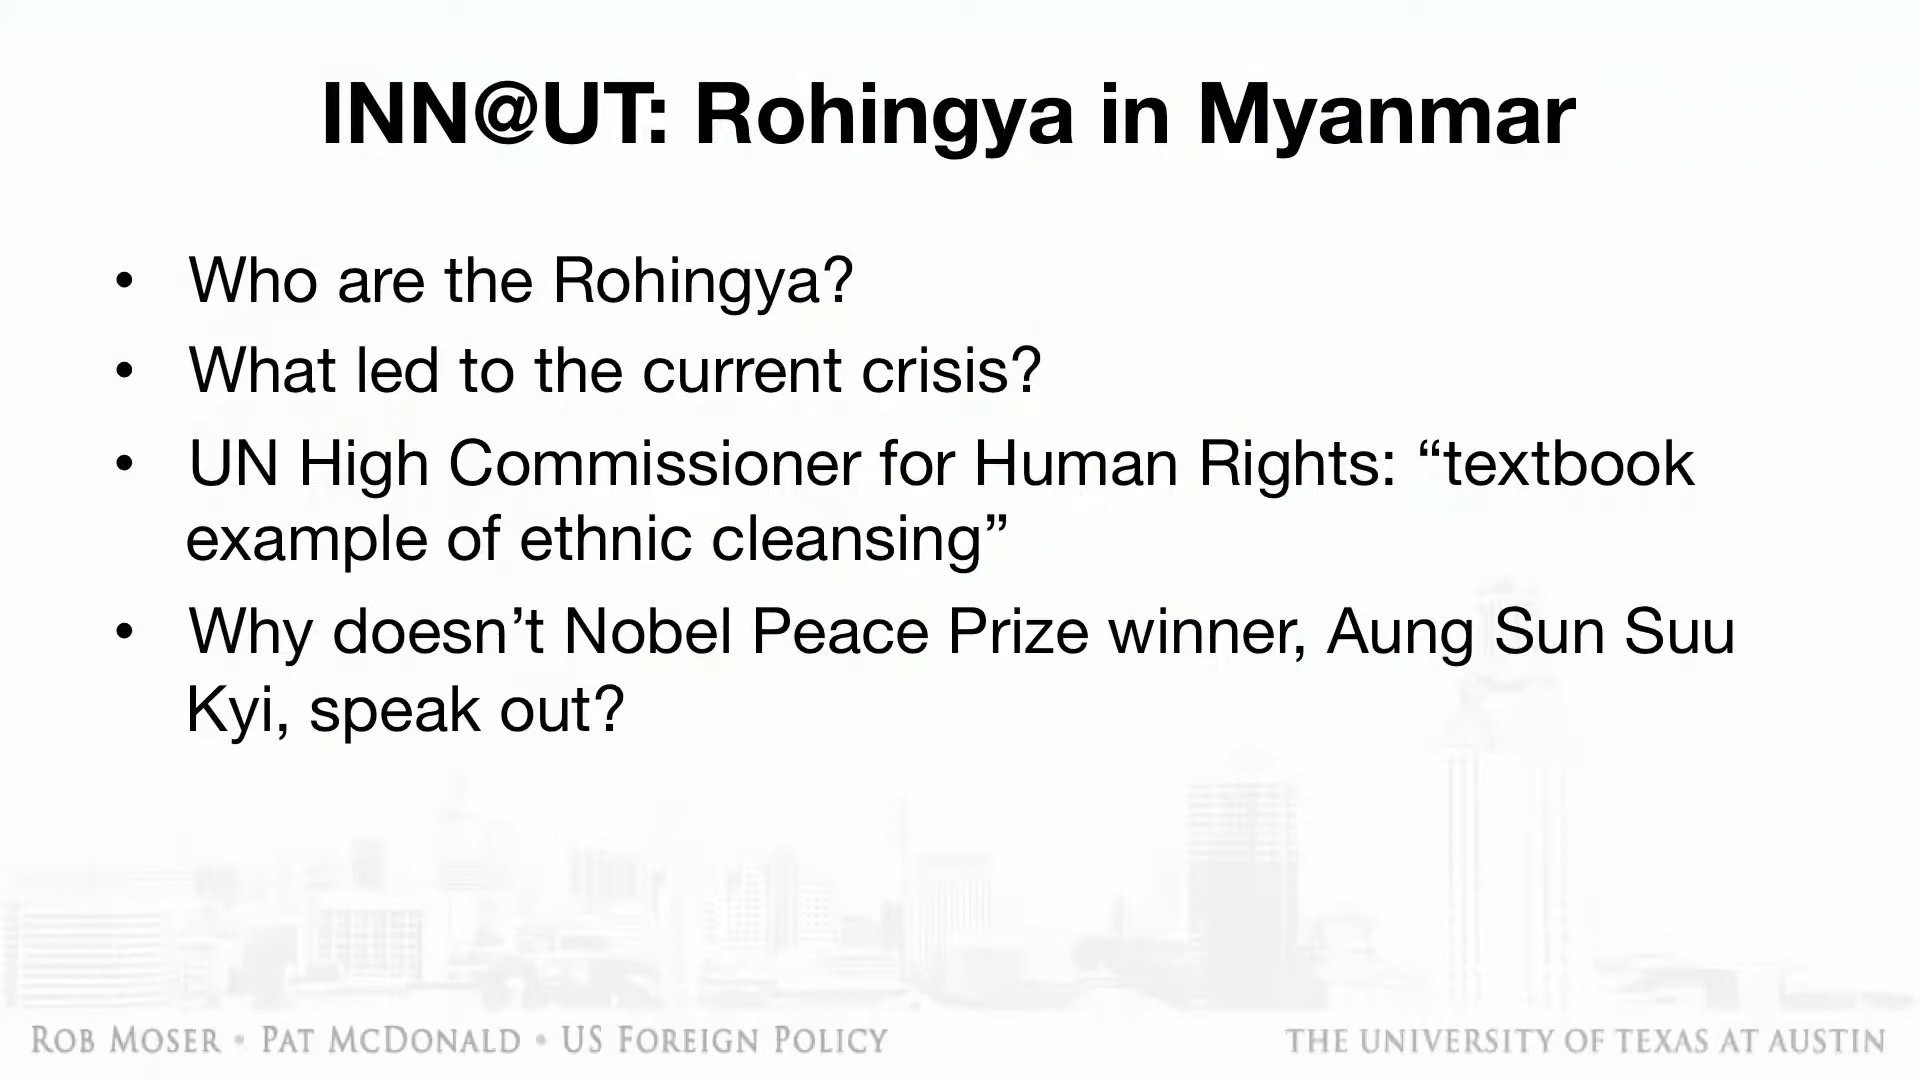 INN@UT: Rohingya in Myanmar
• Who are the Rohingya?
• What led to the current crisis?
• UN High Commissioner for Human Rights: “textbook
example of ethnic cleansing”
• Why doesn’t Nobel Peace Prize winner, Aung Sun Suu
Kyi, speak out?
ROB MOSER • PAT MCDONALD • US FOREIGN POLICY
THE UNIVERSITY OF TEXAS AT AUSTIN